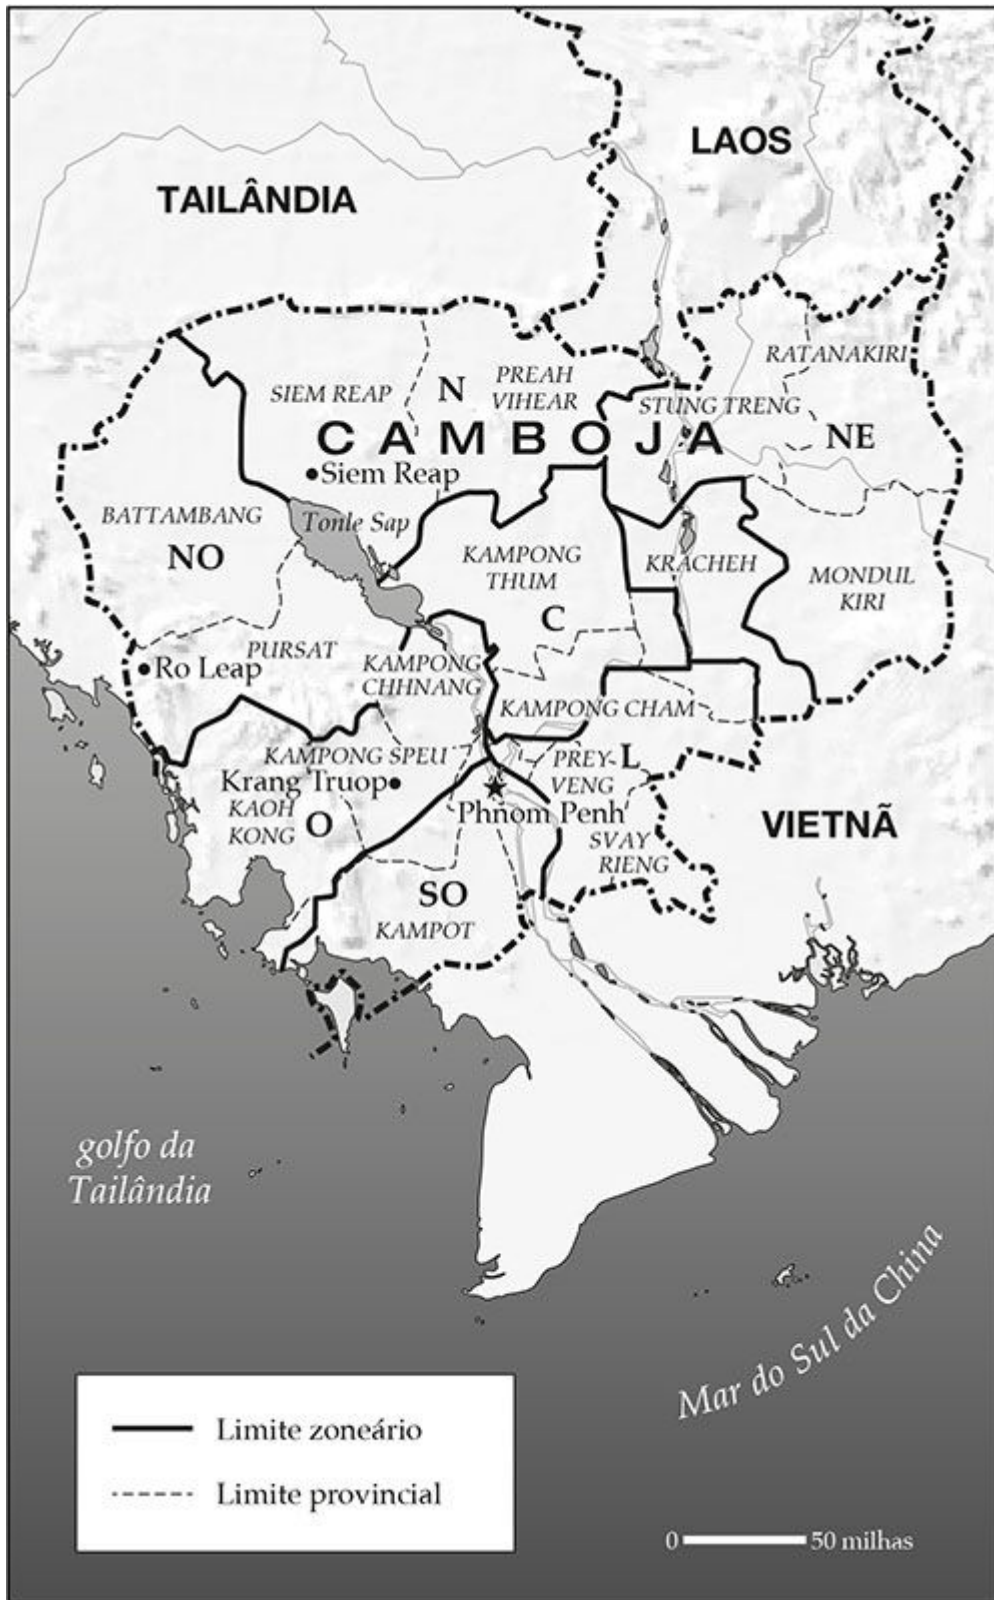 LAOS
TAILÂNDIA
RATANAKIRI
SIEM REAP
N
PREAH
VIHEAR
STUNG TRENG
CAMBOJA
NE
Siem Reap
BATTAMBANG
Tonle Sap
NO
KAMPONG
THUM
KRACHEH
MONDUL
KIRI
C
PURSAT
Ro Leap
KAMPONG
CHHNANG
KAMPONG CHAM
KAMPONG SPEU
PREY
VENG
L
Krang Truop
KAOH
KONG
O
Phnom Penh
VIETNÃ
SVAY
RIENG
SO
KAMPOT
golfo da
Tailândia
Mar do Sul da China
Limite zoneário
Limite provincial
0 50 milhas